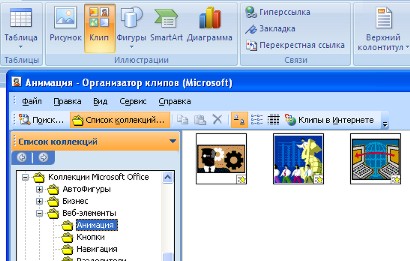 Таблица
Таблицы
Рисунок
Клип
Фигуры
SmartArt
Диаграмма
Иллюстрации
Гиперссылка
Закладка
Перекрестная ссылка
Связи
Верхний
колонтитул
Анимация - Организатор клипов (Microsoft)
Файл Правка Вид Сервис Справка
Поиск... Список коллекций... Клипы в Интернете
Список коллекций
Коллекции Microsoft Office
АвтоФигуры
Бизнес
Веб-элементы
Анимация
Кнопки
Навигация
Разделители